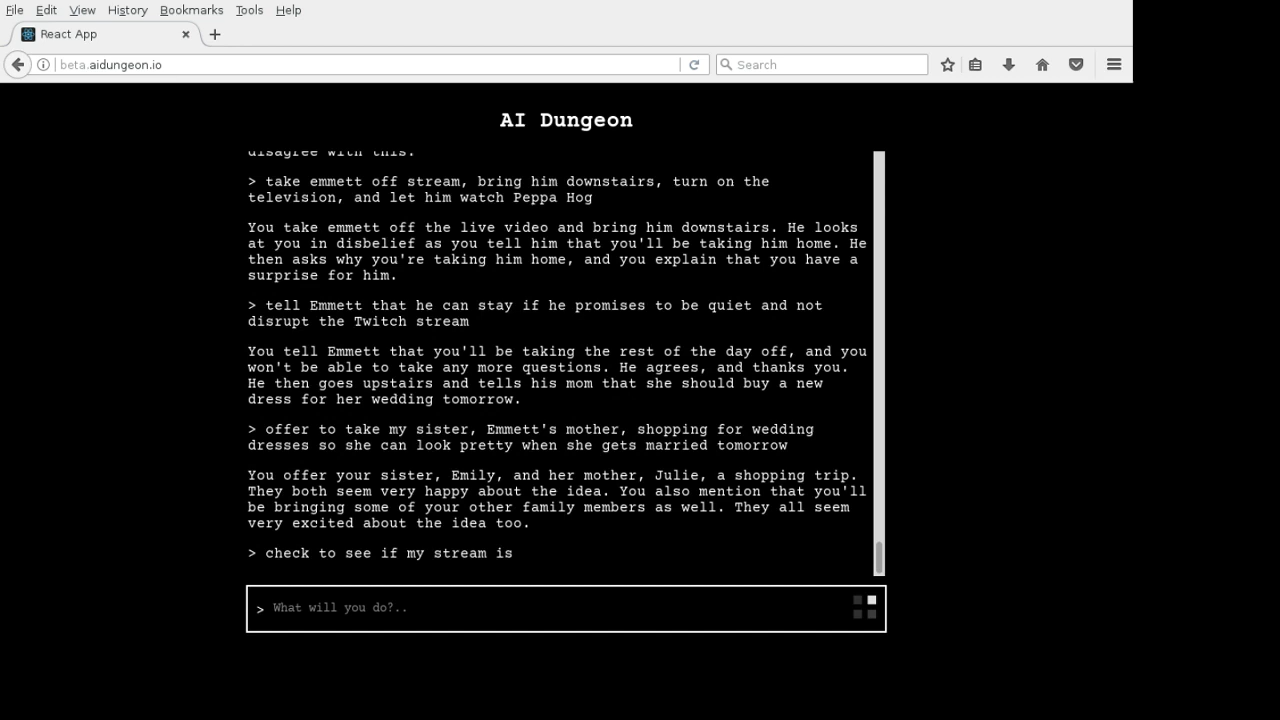 File Edit View History Bookmarks Tools Help
React App
beta.aidungeon.io
Search
AI Dungeon
disagree with this.
> take emmett off stream, bring him downstairs, turn on the
television, and let him watch Peppa Hog
You take emmett off the live video and bring him downstairs. He looks
at you in disbelief as you tell him that you'll be taking him home. He
then asks why you're taking him home, and you explain that you have a
surprise for him.
> tell Emmett that he can stay if he promises to be quiet and not
disrupt the Twitch stream
You tell Emmett that you'll be taking the rest of the day off, and you
won't be able to take any more questions. He agrees, and thanks you.
He then goes upstairs and tells his mom that she should buy a new
dress for her wedding tomorrow.
> offer to take my sister, Emmett's mother, shopping for wedding
dresses so she can look pretty when she gets married tomorrow
You offer your sister, Emily, and her mother, Julie, a shopping trip.
They both seem very happy about the idea. You also mention that you'll
be bringing some of your other family members as well. They all seem
very excited about the idea too.
> check to see if my stream is
> What will you do?..